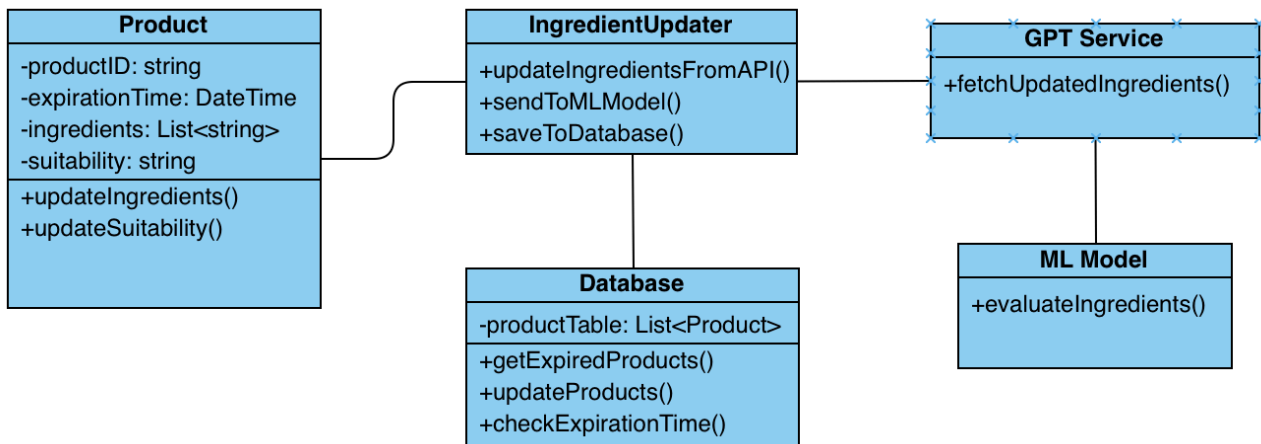 Product
-productID: string
-expirationTime: DateTime
-ingredients: List<string>
-suitability: string
+updateIngredients()
+updateSuitability()
IngredientUpdater
+updateIngredientsFromAPI()
+sendToMLModel()
+saveToDatabase()
GPT Service
+fetchUpdatedIngredients()
Database
-productTable: List<Product>
+getExpiredProducts()
+updateProducts()
+checkExpirationTime()
ML Model
+evaluateIngredients()